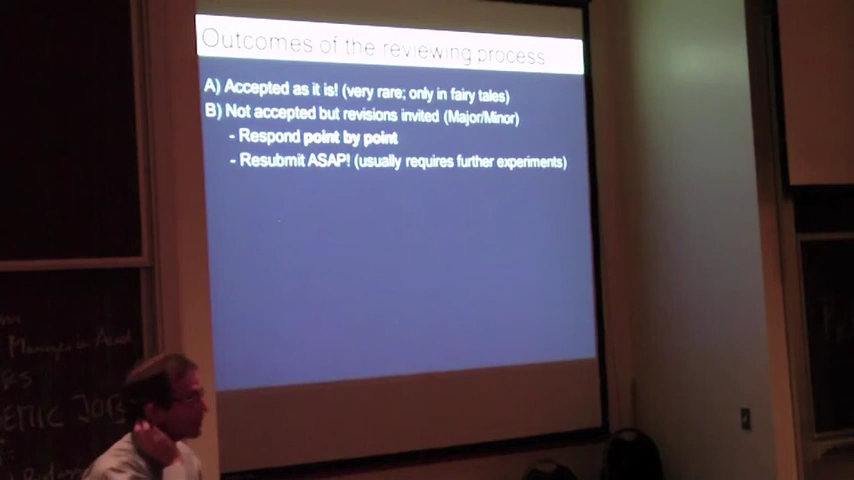 Outcomes of the reviewing process
A) Accepted as it is! (very rare; only in fairy tales)
B) Not accepted but revisions invited (Major/Minor)
- Respond point by point
- Resubmit ASAP! (usually requires further experiments)
JOBS